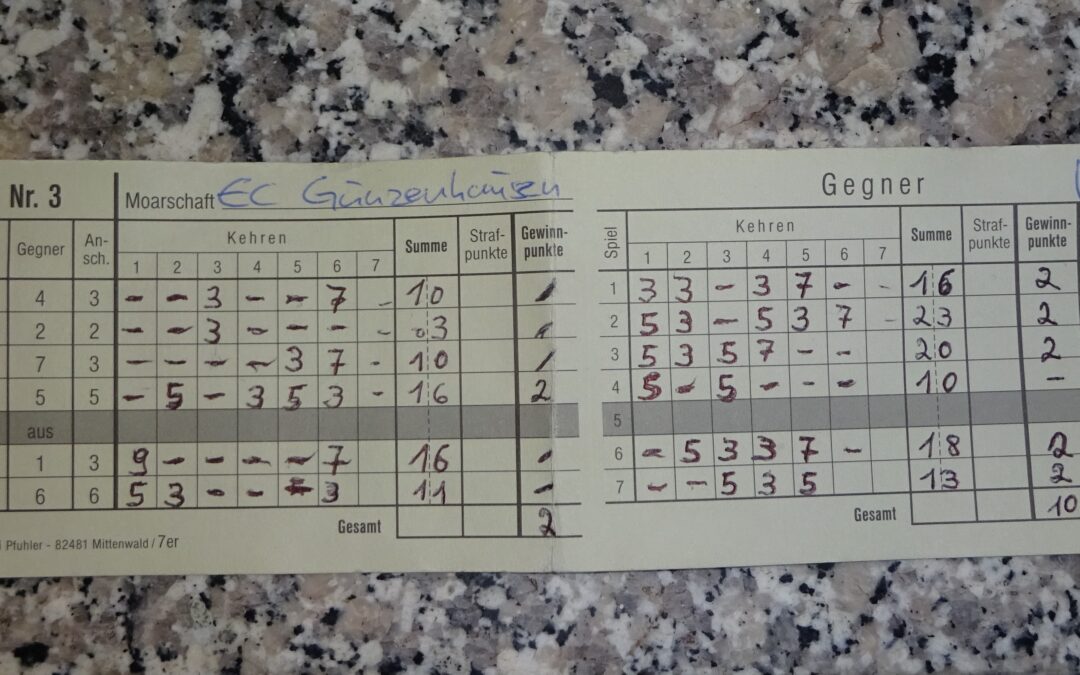 Nr. 3 Moarschaft EC Gunzenhausen Gegner
Gegner An-sch. Kehren Summe Straf-punkte Gewinn-punkte Spiel Kehren Summe Straf-punkte Gewinn-punkte
1 2 3 4 5 6 7 1 2 3 4 5 6 7
4 3 - - 3 - - 7 - 10 - 1 3 3 - 3 7 - - 16 2
2 2 - - 3 - - - - 03 - 2 5 3 - 5 3 7 - 23 2
7 3 - - - - 3 7 - 10 - 3 5 3 5 7 - - 20 2
5 5 - 5 - 3 5 3 - 16 2 4 5 - 5 - - - 10 -
aus 5
1 3 9 - - - - 7 16 - 6 - 5 3 3 7 - 18 2
6 6 5 3 - - - 3 11 - 7 - - 5 3 5 13 2
Gesamt 2 Gesamt 10
Pfuhler - 82481 Mittenwald / 7er